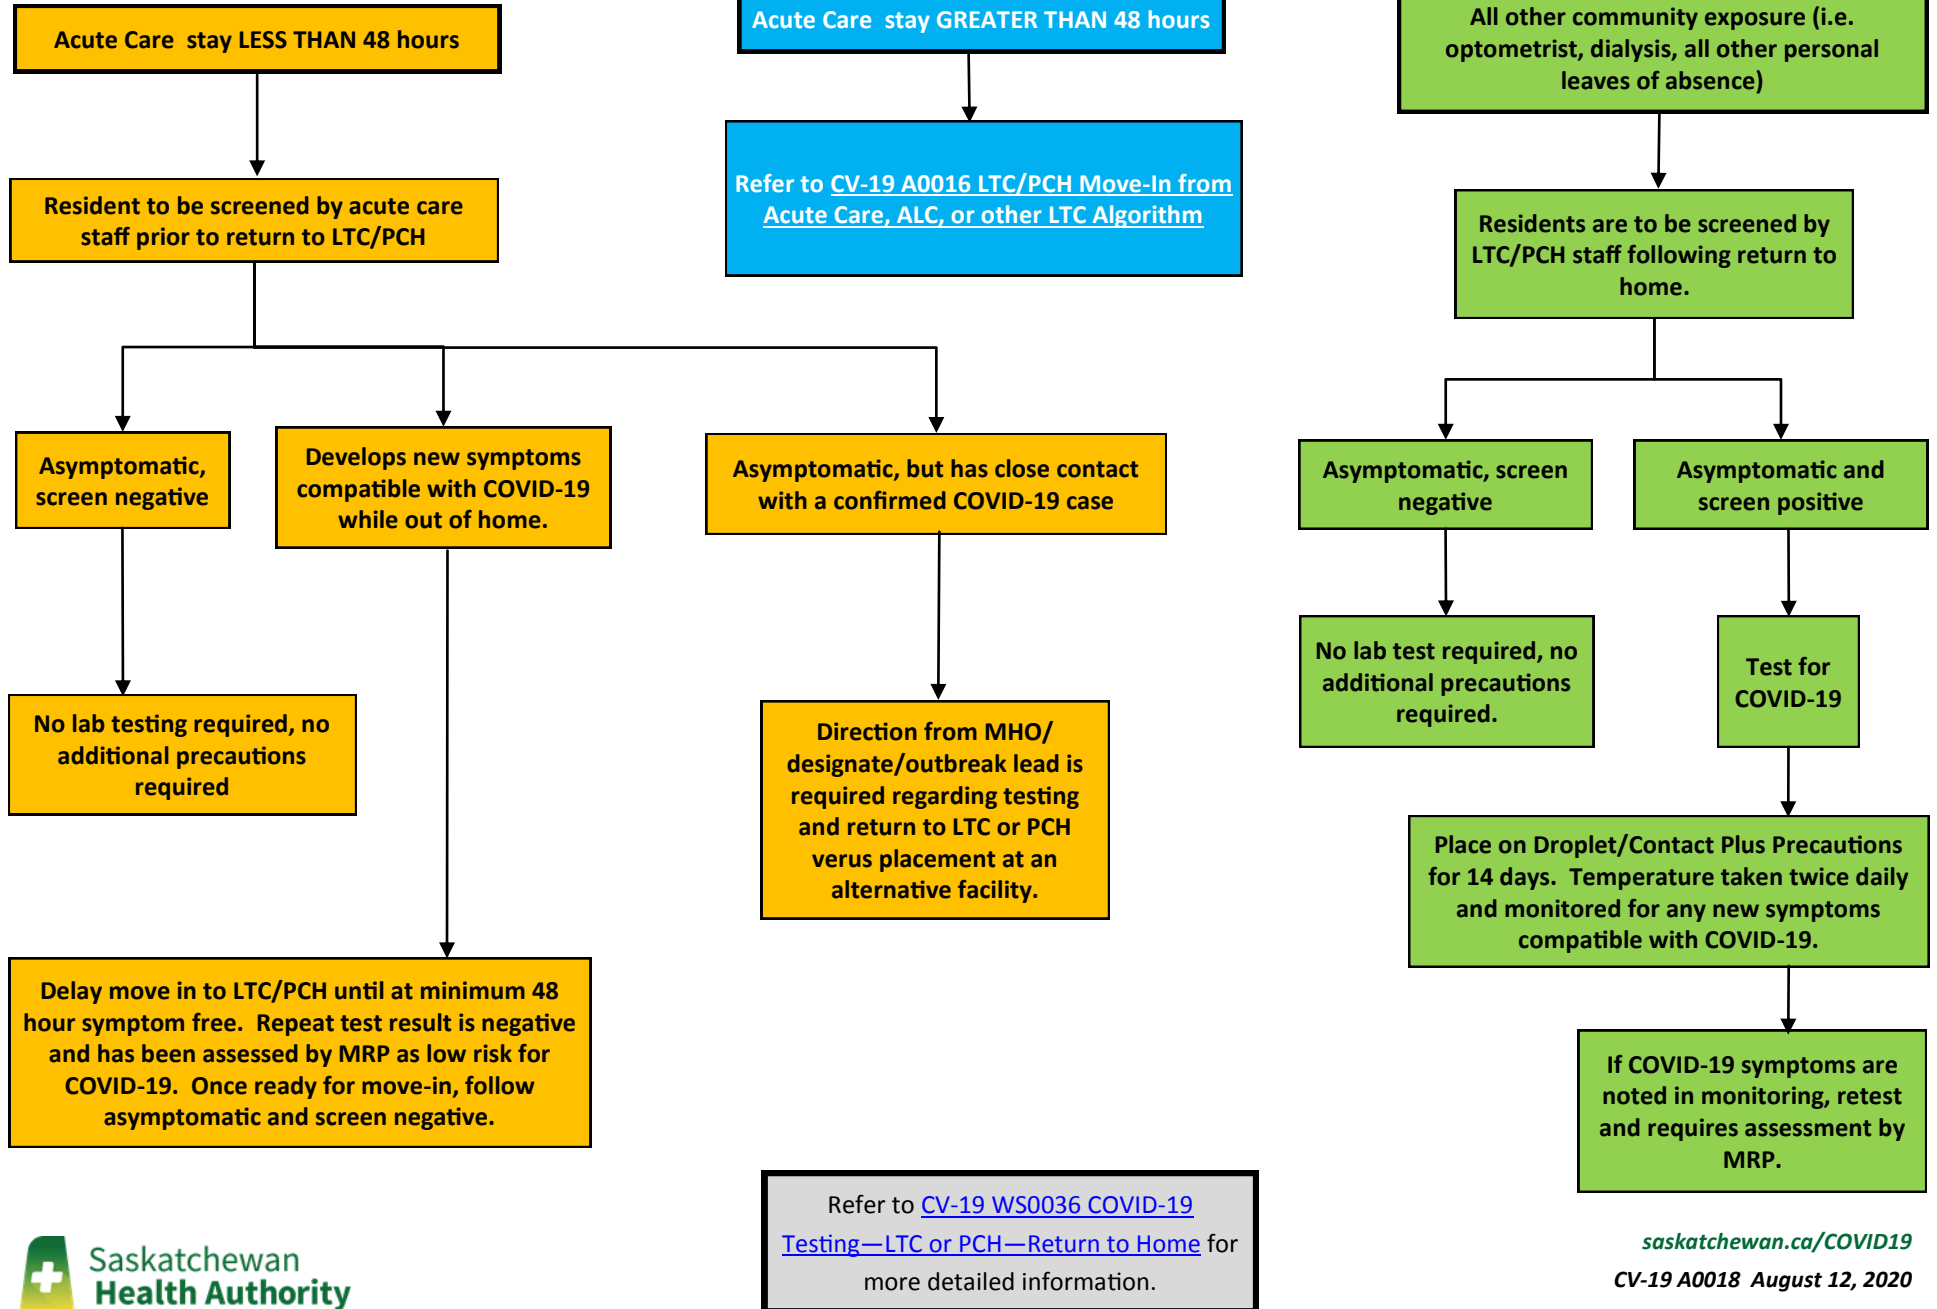 Acute Care  stay LESS THAN 48 hours
Resident to be screened by acute care
staff prior to return to LTC/PCH
Asymptomatic,
screen negative
Develops new symptoms
compatible with COVID-19
while out of home.
Asymptomatic, but has close contact
with a confirmed COVID-19 case
No lab testing required, no
additional precautions
required
Direction from MHO/
designate/outbreak lead is
required regarding testing
and return to LTC or PCH
verus placement at an
alternative facility.
Delay move in to LTC/PCH until at minimum 48
hour symptom free.  Repeat test result is negative
and has been assessed by MRP as low risk for
COVID-19.  Once ready for move-in, follow
asymptomatic and screen negative.
Acute Care  stay GREATER THAN 48 hours
Refer to CV-19 A0016 LTC/PCH Move-In from
Acute Care, ALC, or other LTC Algorithm
All other community exposure (i.e.
optometrist, dialysis, all other personal
leaves of absence)
Residents are to be screened by
LTC/PCH staff following return to
home.
Asymptomatic, screen
negative
Asymptomatic and
screen positive
No lab test required, no
additional precautions
required.
Test for
COVID-19
Place on Droplet/Contact Plus Precautions
for 14 days.  Temperature taken twice daily
and monitored for any new symptoms
compatible with COVID-19.
If COVID-19 symptoms are
noted in monitoring, retest
and requires assessment by
MRP.
Refer to CV-19 WS0036 COVID-19
Testing—LTC or PCH—Return to Home for
more detailed information.
Saskatchewan
Health Authority
saskatchewan.ca/COVID19
CV-19 A0018  August 12, 2020